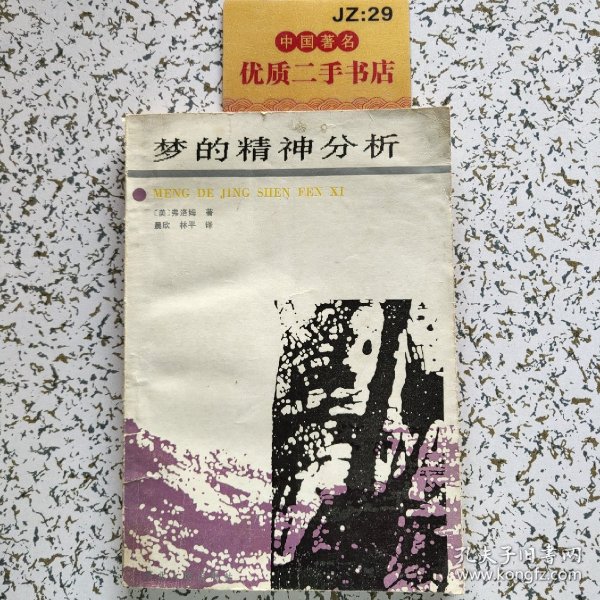 JZ:29
中国著名
优质二手书店
梦的精神分析
MENG DE JING SHEN FEN XI
[美]弗洛姆 著
晨欣 林平 译
孔夫子旧书网
www.kongfz.com